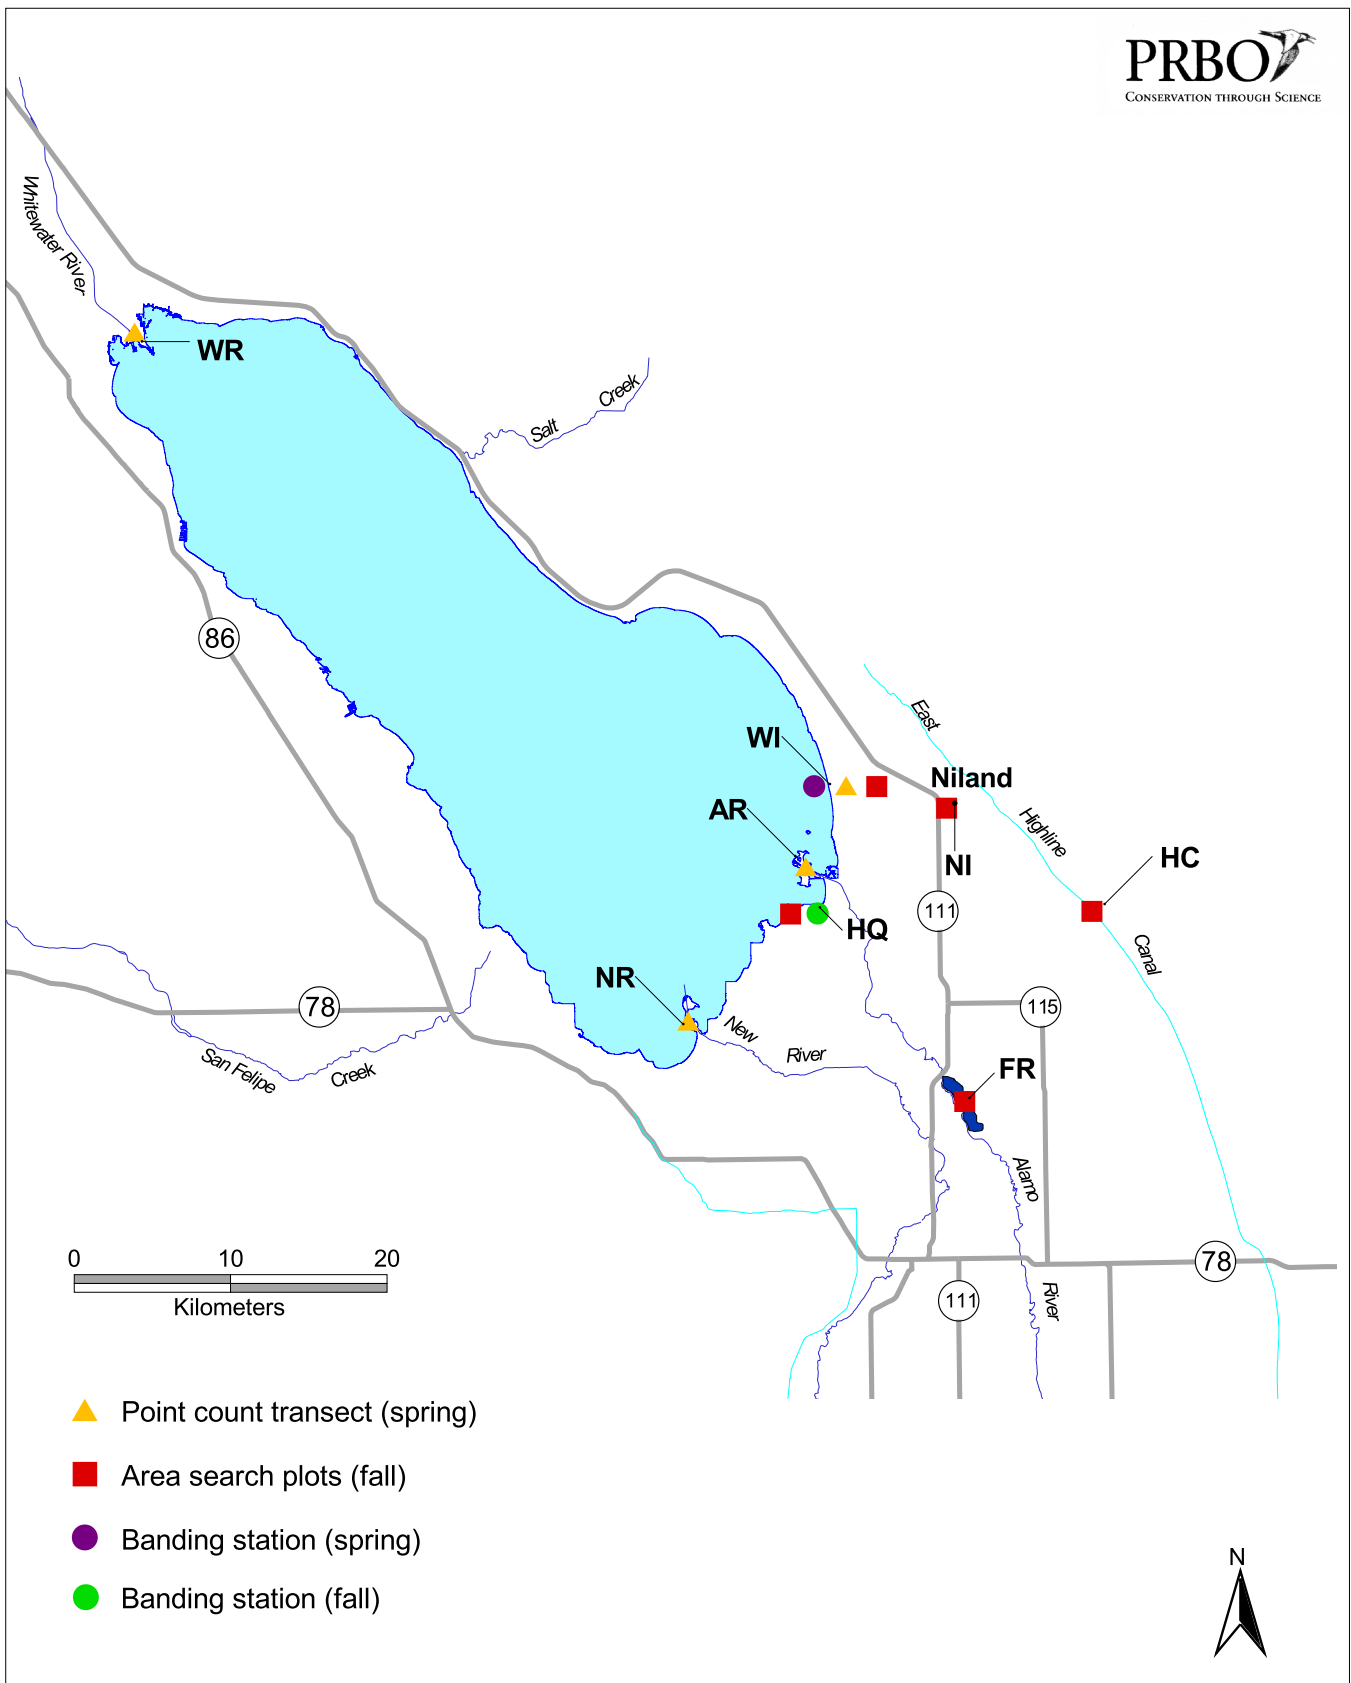 PRBO
CONSERVATION THROUGH SCIENCE
Whitewater River
WR
Salt Creek
86
East
Highline
Canal
WI
Niland
AR
NI
HC
111
HQ
NR
78
115
New
River
San Felipe
Creek
FR
Alamo
River
78
111
0 10 20
Kilometers
Point count transect (spring)
Area search plots (fall)
Banding station (spring)
Banding station (fall)
N